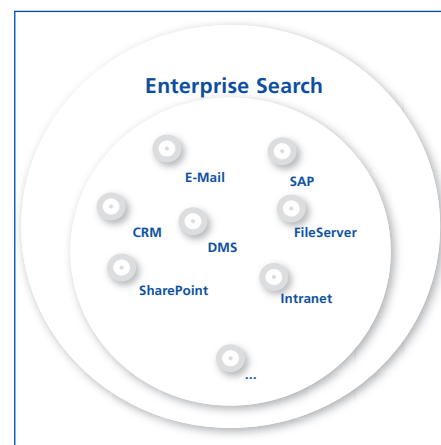 Enterprise Search
E-Mail
SAP
CRM
FileServer
DMS
SharePoint
Intranet
...